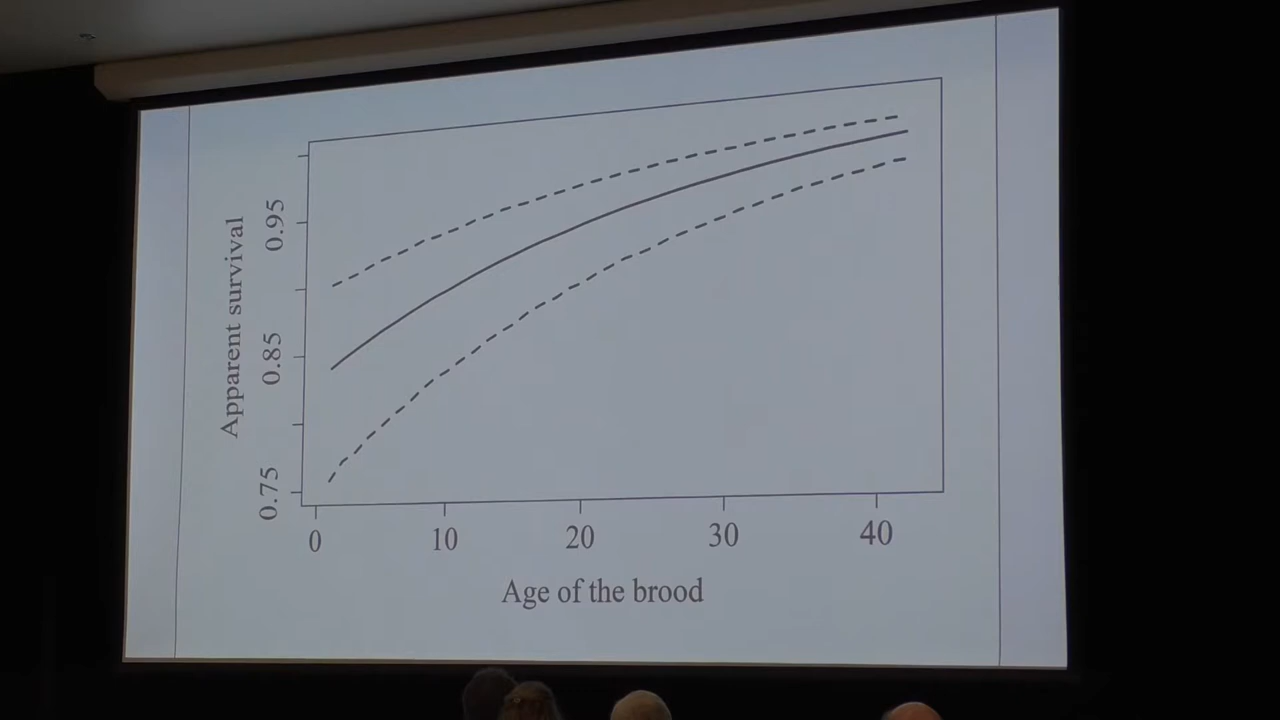 Apparent survival
0.95
0.85
0.75
0 10 20 30 40
Age of the brood